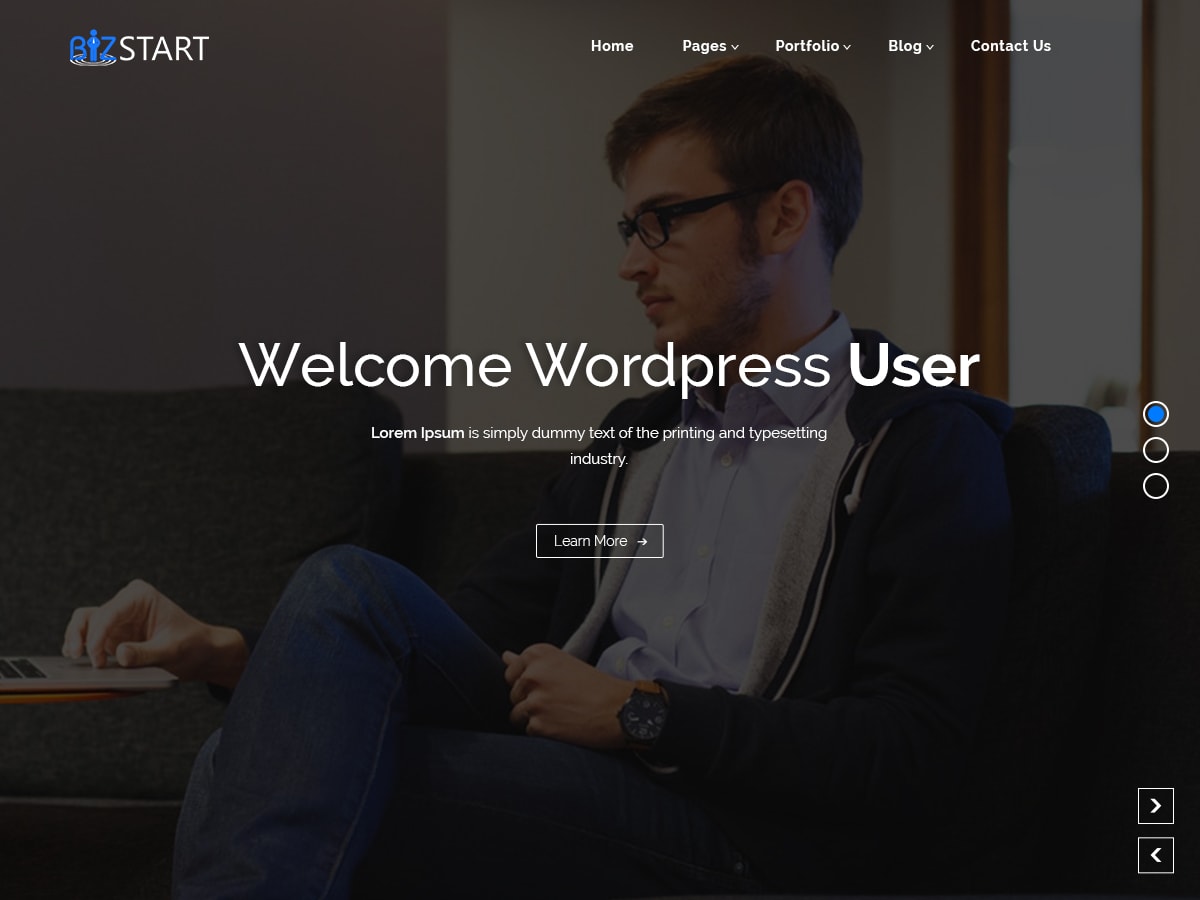 BiZSTART
Home Pages Portfolio Blog Contact Us
Welcome Wordpress User
Lorem Ipsum is simply dummy text of the printing and typesetting
industry.
Learn More →